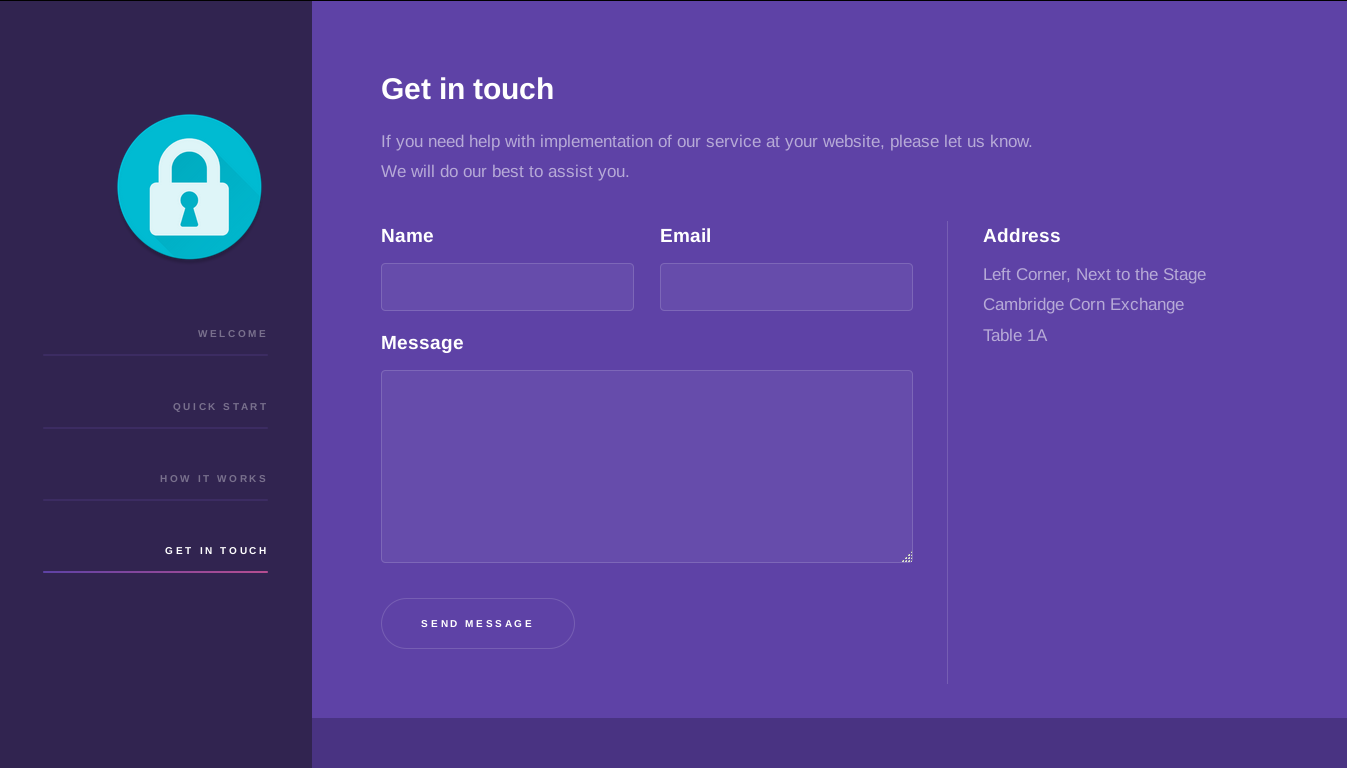 WELCOME
QUICK START
HOW IT WORKS
GET IN TOUCH
Get in touch
If you need help with implementation of our service at your website, please let us know.
We will do our best to assist you.
Name
Email
Message
SEND MESSAGE
Address
Left Corner, Next to the Stage
Cambridge Corn Exchange
Table 1A